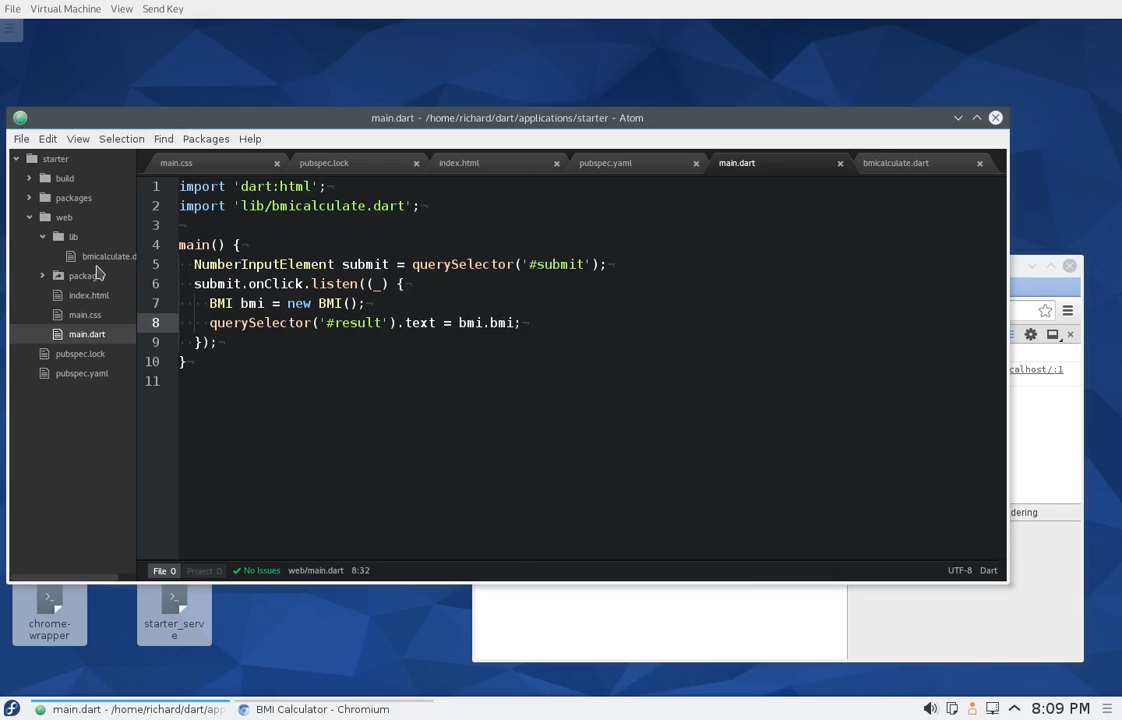 File Virtual Machine View Send Key
main.dart - /home/richard/dart/applications/starter - Atom
File Edit View Selection Find Packages Help
starter
build
packages
web
lib
bmicalculate.d
packag
index.html
main.css
main.dart
pubspec.lock
pubspec.yaml
main.css pubspec.lock index.html pubspec.yaml main.dart bmicalculate.dart
1 import 'dart:html';¬
2 import 'lib/bmicalculate.dart';¬
3 ¬
4 main() {¬
5 ··NumberInputElement submit = querySelector('#submit');¬
6 ··submit.onClick.listen((_) {¬
7 ····BMI bmi = new BMI();¬
8 ····querySelector('#result').text = bmi.bmi;¬
9 ··});¬
10 }¬
11
File 0 Project 0 No Issues web/main.dart 8:32 UTF-8 Dart
calhost/:1
dering
chrome-
wrapper
starter_serv
e
main.dart - /home/richard/dart/app
BMI Calculator - Chromium
8:09 PM